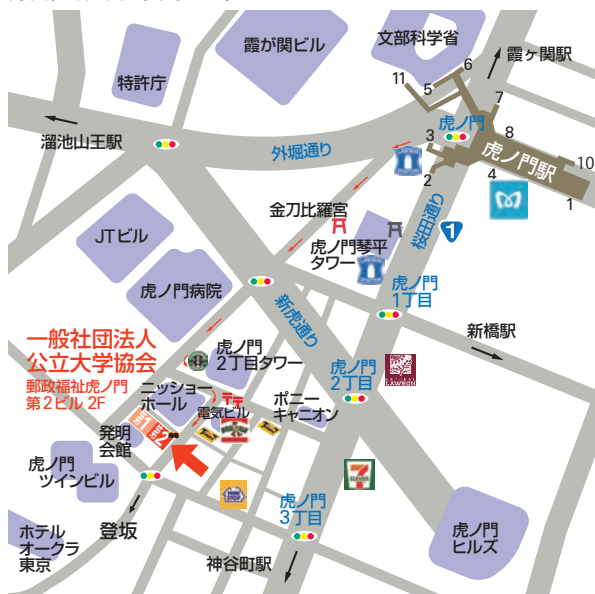 文部科学省
霞が関ビル
霞ヶ関駅
特許庁
6
11
5
7
虎ノ門
8
溜池山王駅
3
外堀通り
虎ノ門駅
10
2
4
1
金刀比羅宮
桜田通り
1
JTビル
虎ノ門琴平
タワー
虎ノ門病院
虎ノ門
1丁目
新虎通り
新橋駅
一般社団法人
公立大学協会
郵政福祉虎ノ門
第2ビル 2F
虎ノ門
2丁目タワー
虎ノ門
2丁目
LAWSON
ニッショー
ホール
電気ビル
ポニー
キャニオン
発明
会館
第1
第2
虎ノ門
ツインビル
虎ノ門
3丁目
登坂
ホテル
オークラ
東京
神谷町駅
虎ノ門
ヒルズ